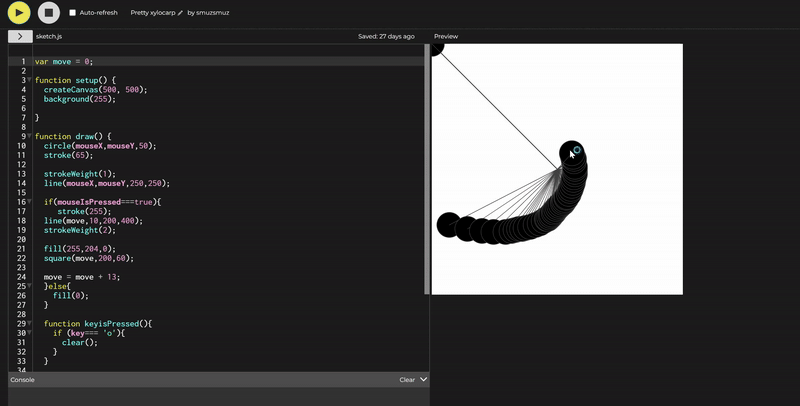 Auto-refresh Pretty xylocarp by smuzsmuz
sketch.js Saved: 27 days ago Preview
1 var move = 0;
2
3 function setup() {
4 createCanvas(500, 500);
5 background(255);
6
7 }
8
9 function draw() {
10 circle(mouseX,mouseY,50);
11 stroke(65);
12
13 strokeWeight(1);
14 line(mouseX,mouseY,250,250);
15
16 if(mouseIsPressed===true){
17 stroke(255);
18 line(move,10,200,400);
19 strokeWeight(2);
20
21 fill(255,204,0);
22 square(move,200,60);
23
24 move = move + 13;
25 }else{
26 fill(0);
27 }
28
29 function keyisPressed(){
30 if (key=== 'o'){
31 clear();
32 }
33 }
34
Console Clear